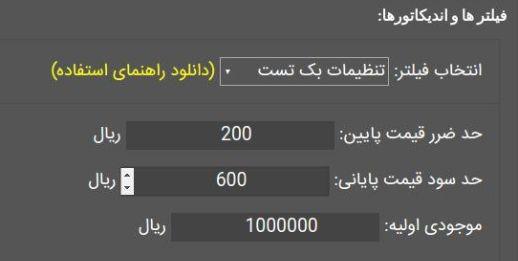 فیلتر ها و اندیکاتورها:
انتخاب فیلتر: تنظیمات بک تست (دانلود راهنمای استفاده)
حد ضرر قیمت پایین: 200 ریال
حد سود قیمت پایانی: 600 ریال
موجودی اولیه: 1000000 ریال